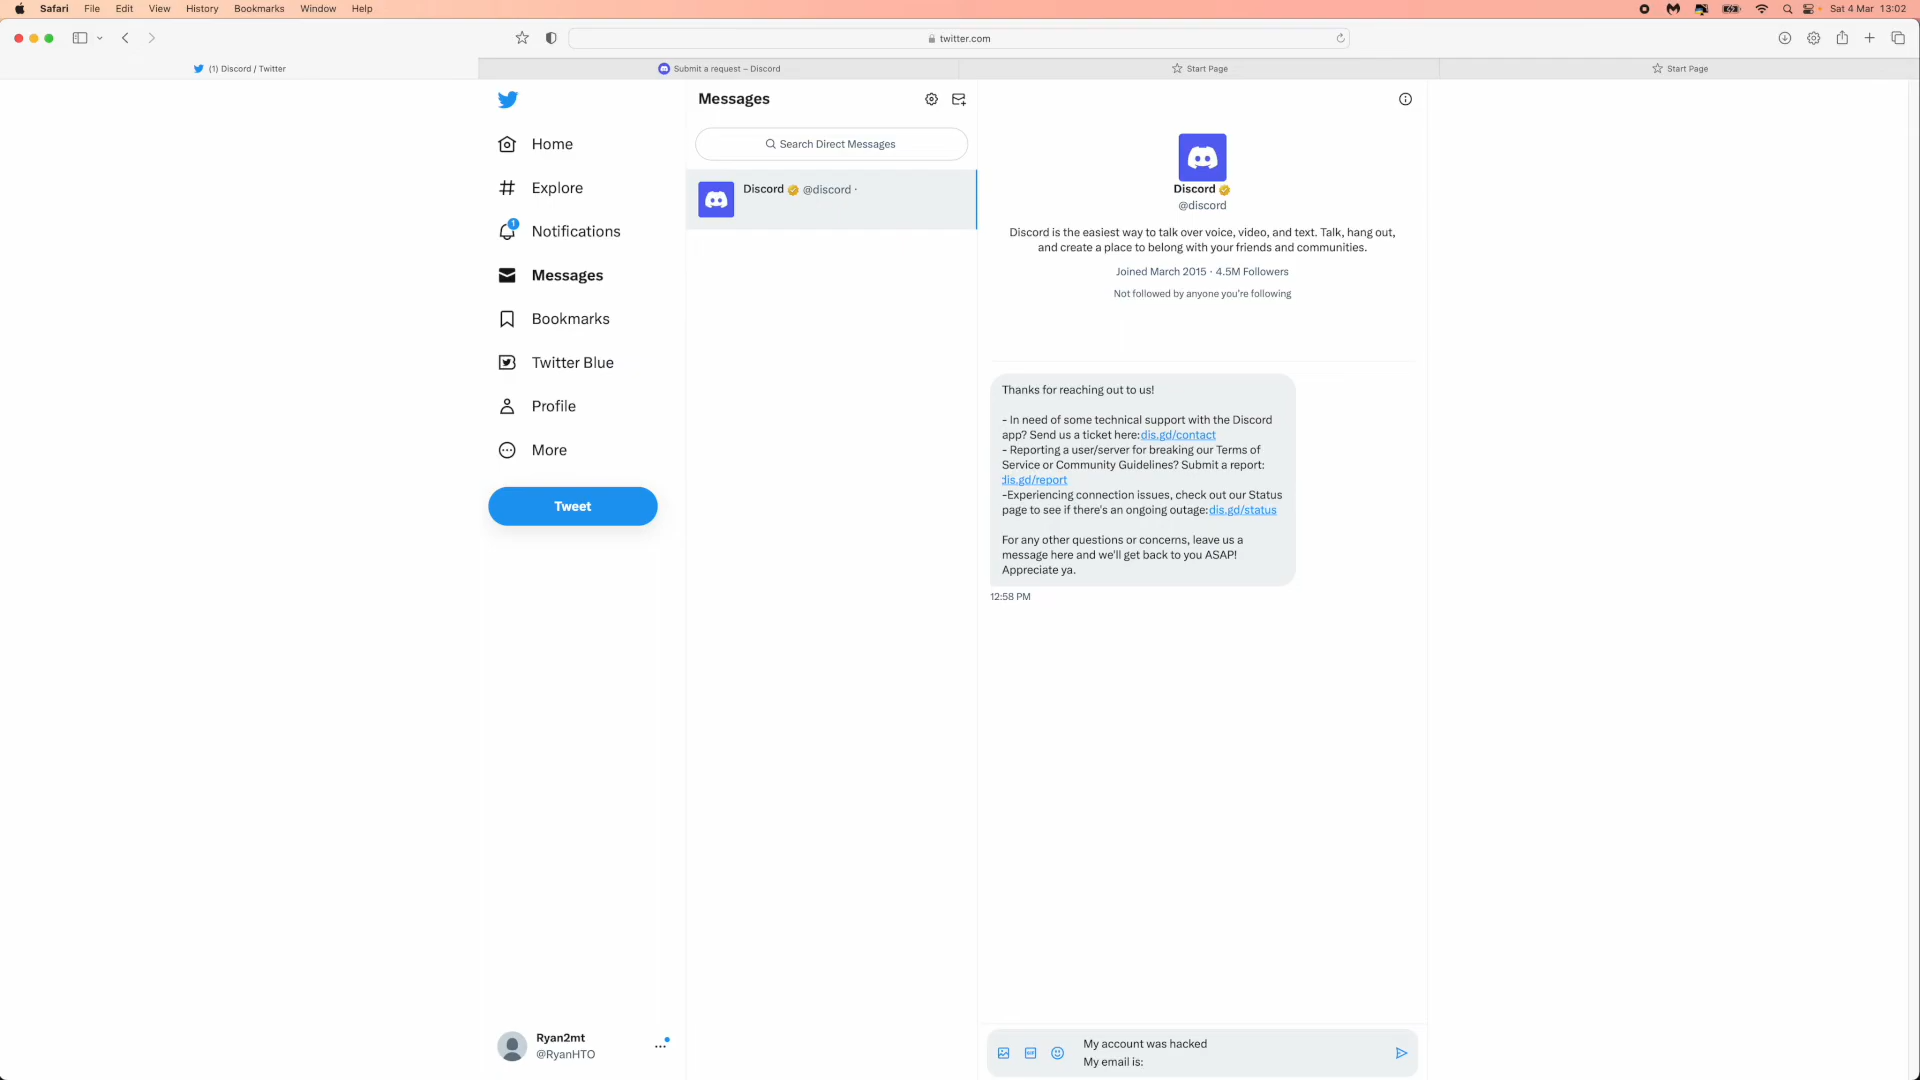 Safari File Edit View History Bookmarks Window Help
Sat 4 Mar 13:02
twitter.com
(1) Discord / Twitter
Submit a request – Discord
Start Page
Start Page
Home
Explore
1
Notifications
Messages
Bookmarks
Twitter Blue
Profile
More
Tweet
Ryan2mt
@RyanHTO
Messages
Search Direct Messages
Discord @discord ·
Discord
@discord
Discord is the easiest way to talk over voice, video, and text. Talk, hang out,
and create a place to belong with your friends and communities.
Joined March 2015 · 4.5M Followers
Not followed by anyone you're following
Thanks for reaching out to us!
- In need of some technical support with the Discord
app? Send us a ticket here:dis.gd/contact
- Reporting a user/server for breaking our Terms of
Service or Community Guidelines? Submit a report:
dis.gd/report
-Experiencing connection issues, check out our Status
page to see if there's an ongoing outage:dis.gd/status
For any other questions or concerns, leave us a
message here and we'll get back to you ASAP!
Appreciate ya.
12:58 PM
GIF
My account was hacked
My email is: